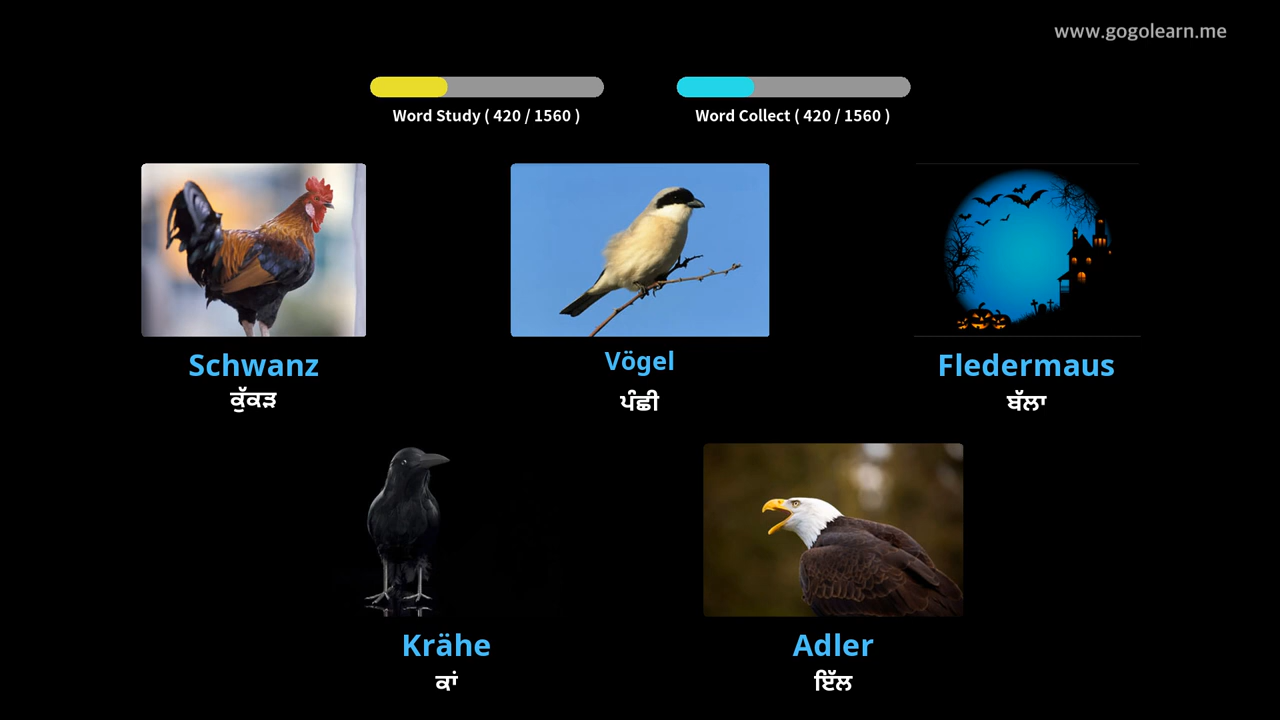 www.gogolearn.me
Word Study ( 420 / 1560 )
Word Collect ( 420 / 1560 )
Schwanz
ਕੁੱਕੜ
Vögel
ਪੰਛੀ
Fledermaus
ਬੱਲਾ
Krähe
ਕਾਂ
Adler
ਇੱਲ